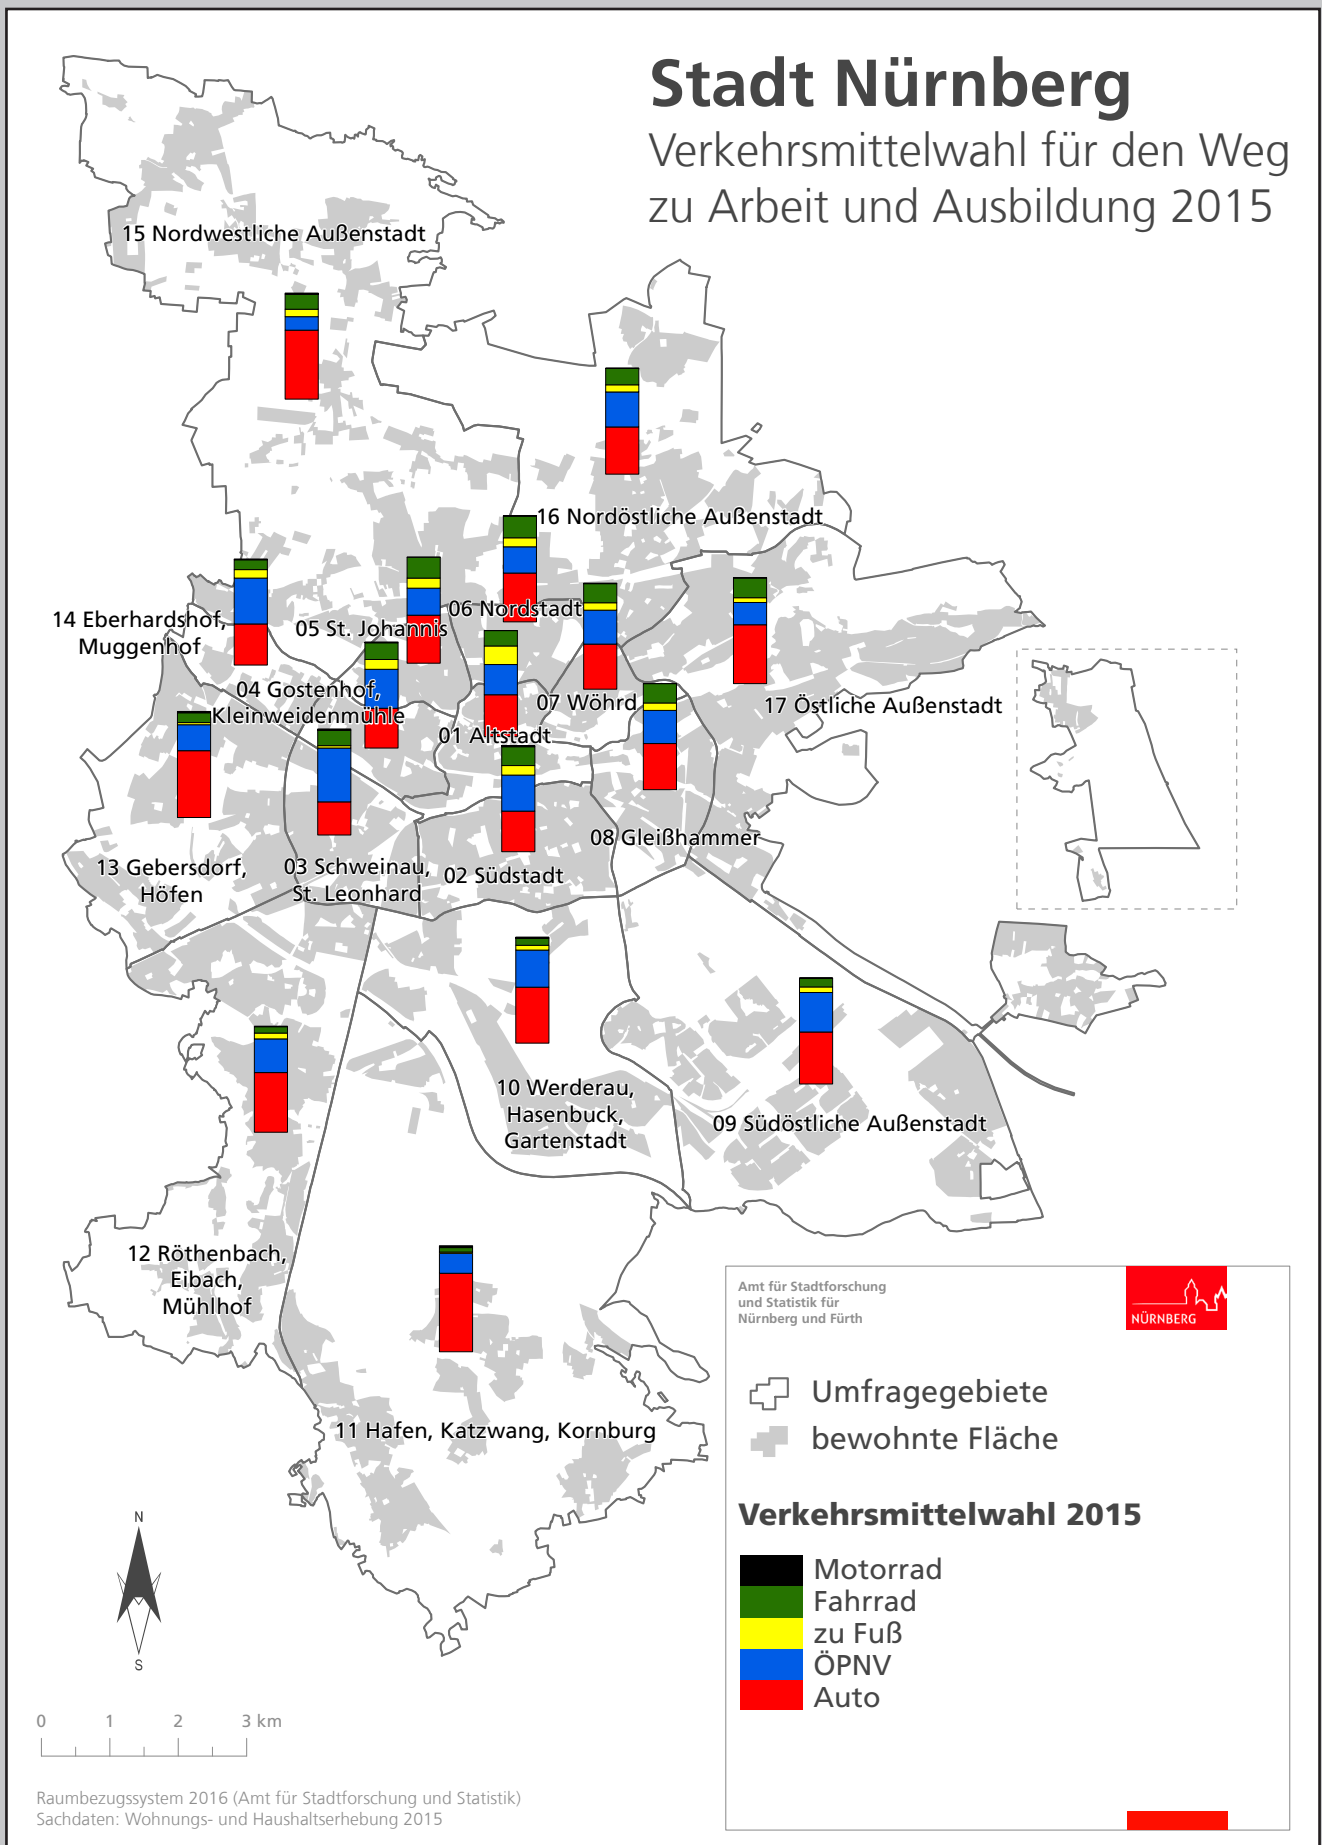 Stadt Nürnberg
Verkehrsmittelwahl für den Weg
zu Arbeit und Ausbildung 2015
15 Nordwestliche Außenstadt
16 Nordöstliche Außenstadt
06 Nordstadt
14 Eberhardshof,
Muggenhof
05 St. Johannis
04 Gostenhof,
Kleinweidenmühle
07 Wöhrd
17 Östliche Außenstadt
01 Altstadt
08 Gleißhammer
13 Gebersdorf,
Höfen
03 Schweinau,
St. Leonhard
02 Südstadt
10 Werderau,
Hasenbuck,
Gartenstadt
09 Südöstliche Außenstadt
12 Röthenbach,
Eibach,
Mühlhof
11 Hafen, Katzwang, Kornburg
Amt für Stadtforschung
und Statistik für
Nürnberg und Fürth
NÜRNBERG
Umfragegebiete
bewohnte Fläche
Verkehrsmittelwahl 2015
Motorrad
Fahrrad
zu Fuß
ÖPNV
Auto
N
S
0 1 2 3 km
Raumbezugssystem 2016 (Amt für Stadtforschung und Statistik)
Sachdaten: Wohnungs- und Haushaltserhebung 2015